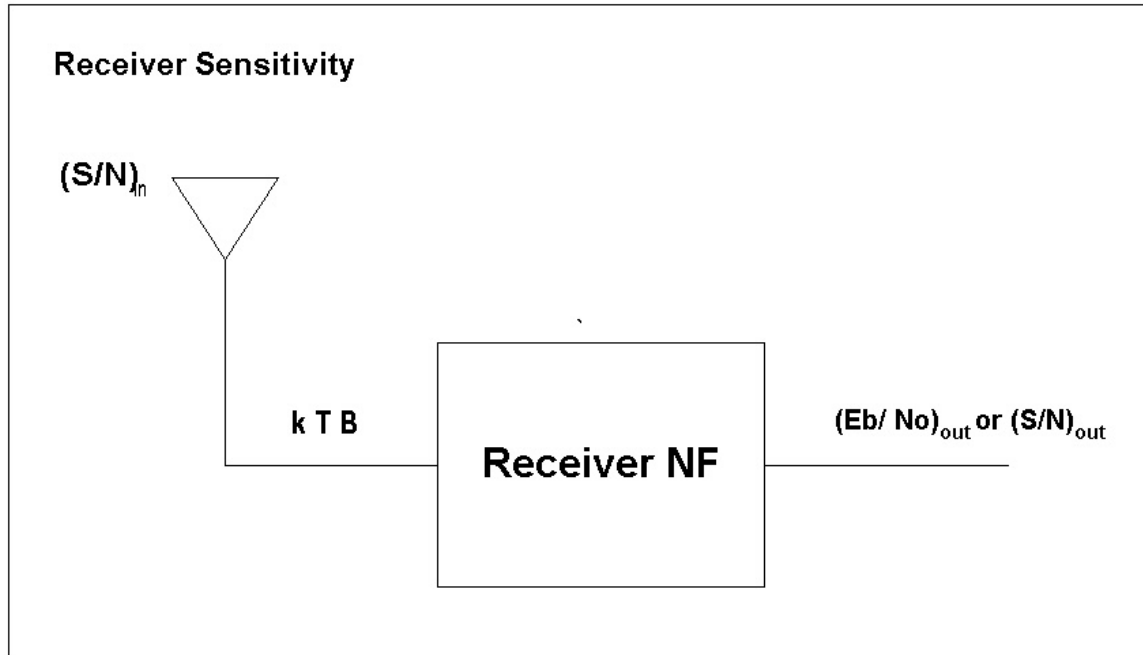 Receiver Sensitivity
(S/N)in
k T B
Receiver NF
(Eb/ No)out or (S/N)out